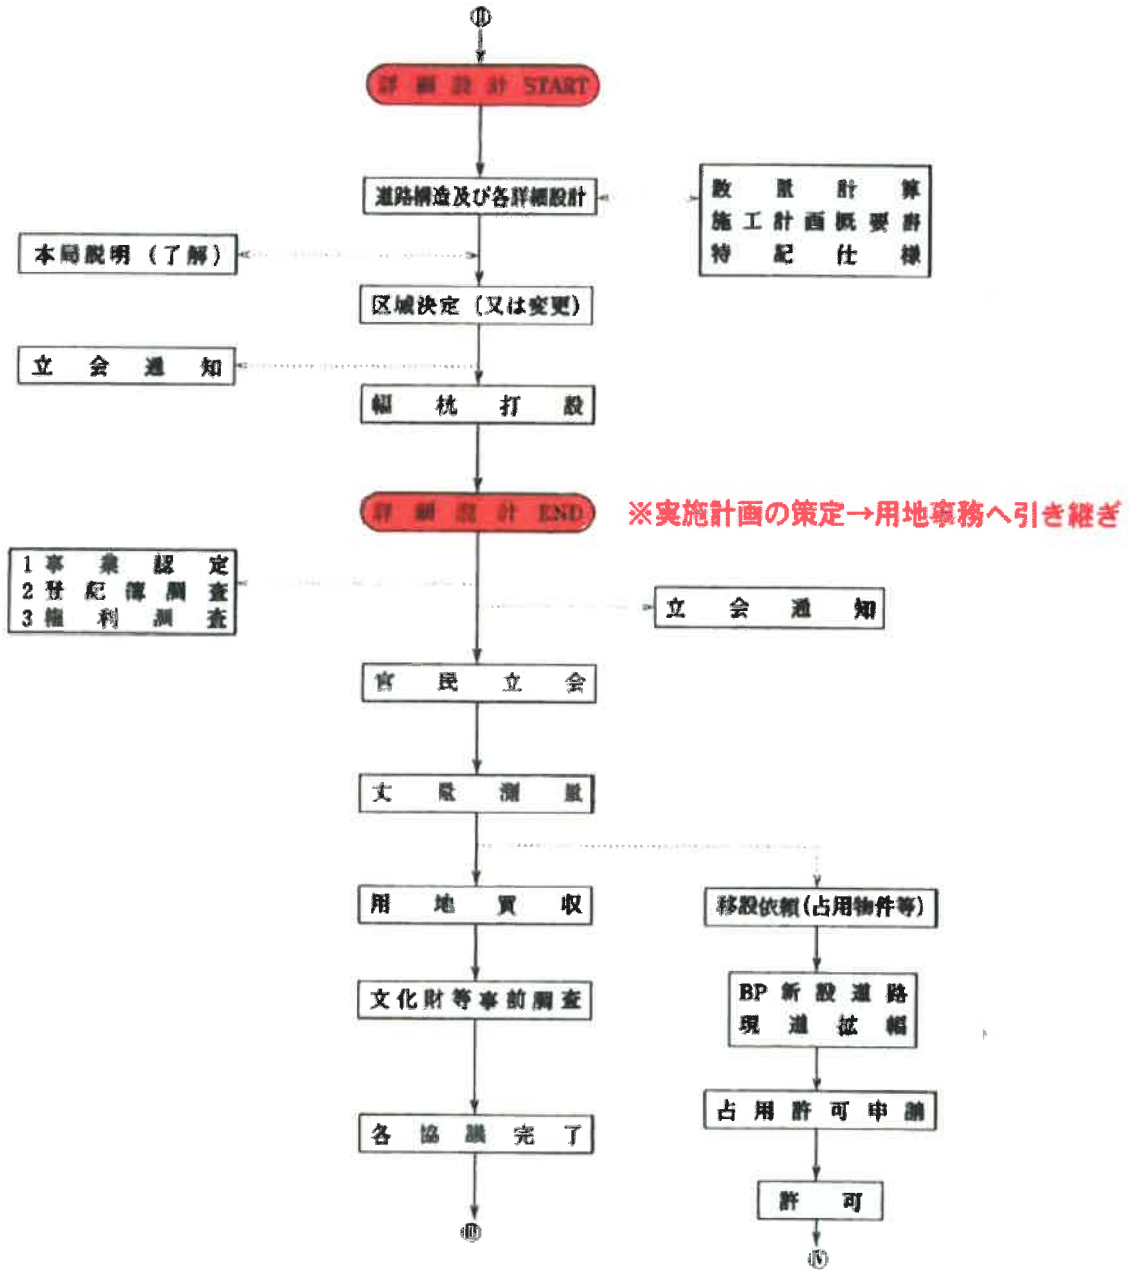 Ⅱ
詳細設計 START
道路構造及び各詳細設計
数量計算
施工計画概要書
特記仕様
本局説明(了解)
区域決定(又は変更)
立会通知
幅杭打設
詳細設計 END
※実施計画の策定→用地事務へ引き継ぎ
1 事業認定
2 登記簿調査
3 権利調査
立会通知
官民立会
丈量測量
用地買収
移設依頼(占用物件等)
文化財等事前調査
BP新設道路
現道拡幅
占用許可申請
各協議完了
許可
Ⅲ
Ⅳ